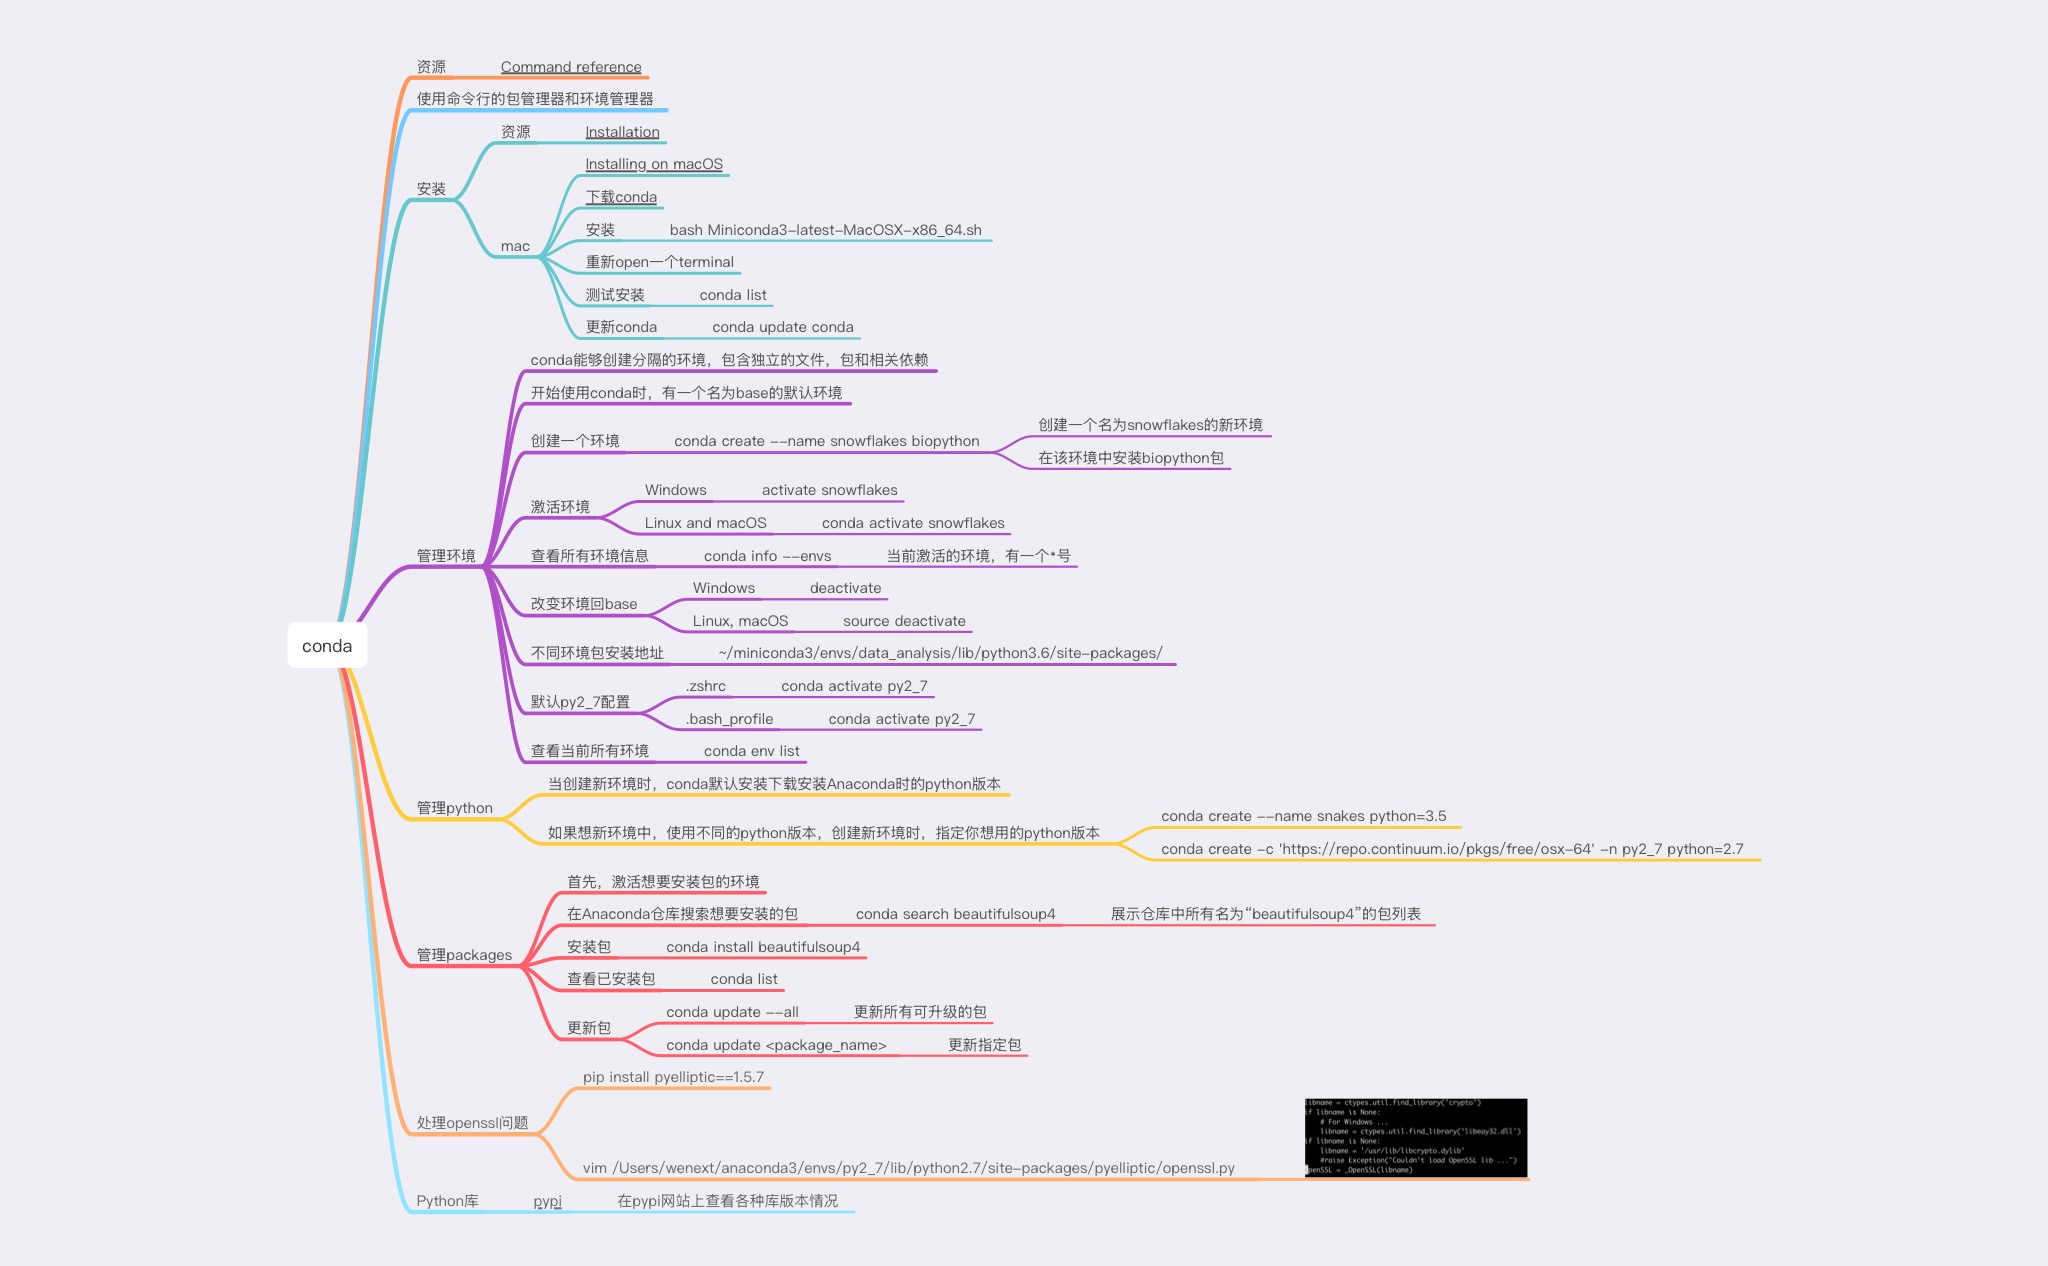 conda
资源
Command reference
使用命令行的包管理器和环境管理器
安装
资源
Installation
mac
Installing on macOS
下载conda
安装
bash Miniconda3-latest-MacOSX-x86_64.sh
重新open一个terminal
测试安装
conda list
更新conda
conda update conda
管理环境
conda能够创建分隔的环境，包含独立的文件，包和相关依赖
开始使用conda时，有一个名为base的默认环境
创建一个环境
conda create --name snowflakes biopython
创建一个名为snowflakes的新环境
在该环境中安装biopython包
激活环境
Windows
activate snowflakes
Linux and macOS
conda activate snowflakes
查看所有环境信息
conda info --envs
当前激活的环境，有一个*号
改变环境回base
Windows
deactivate
Linux, macOS
source deactivate
不同环境包安装地址
~/miniconda3/envs/data_analysis/lib/python3.6/site-packages/
默认py2_7配置
.zshrc
conda activate py2_7
.bash_profile
conda activate py2_7
查看当前所有环境
conda env list
管理python
当创建新环境时，conda默认安装下载安装Anaconda时的python版本
如果想新环境中，使用不同的python版本，创建新环境时，指定你想用的python版本
conda create --name snakes python=3.5
conda create -c 'https://repo.continuum.io/pkgs/free/osx-64' -n py2_7 python=2.7
管理packages
首先，激活想要安装包的环境
在Anaconda仓库搜索想要安装的包
conda search beautifulsoup4
展示仓库中所有名为“beautifulsoup4”的包列表
安装包
conda install beautifulsoup4
查看已安装包
conda list
更新包
conda update --all
更新所有可升级的包
conda update <package_name>
更新指定包
处理openssl问题
pip install pyelliptic==1.5.7
vim /Users/wenext/anaconda3/envs/py2_7/lib/python2.7/site-packages/pyelliptic/openssl.py
libname = ctypes.util.find_library('crypto')
if libname is None:
# For Windows ...
libname = ctypes.util.find_library('libeay32.dll')
if libname is None:
libname = '/usr/lib/libcrypto.dylib'
#raise Exception("Couldn't load OpenSSL lib ...")
OpenSSL = _OpenSSL(libname)
Python库
pypi
在pypi网站上查看各种库版本情况